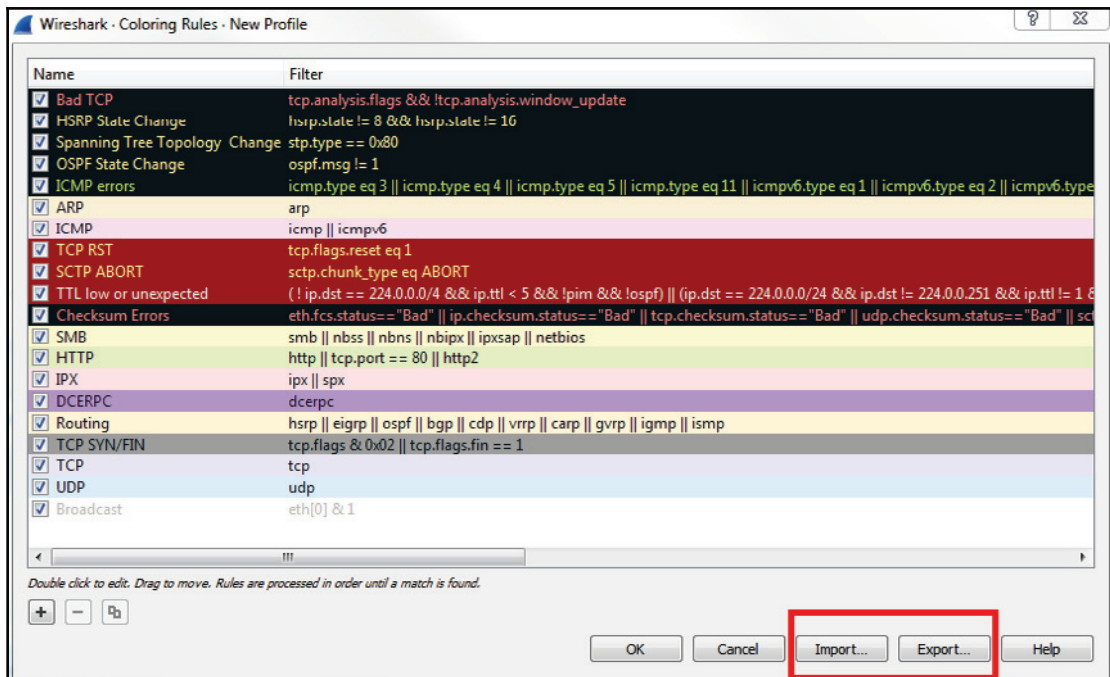 Wireshark · Coloring Rules · New Profile
Name Filter
Bad TCP tcp.analysis.flags && !tcp.analysis.window_update
HSRP State Change hsrp.state != 8 && hsrp.state != 16
Spanning Tree Topology Change stp.type == 0x80
OSPF State Change ospf.msg != 1
ICMP errors icmp.type eq 3 || icmp.type eq 4 || icmp.type eq 5 || icmp.type eq 11 || icmpv6.type eq 1 || icmpv6.type eq 2 || icmpv6.type
ARP arp
ICMP icmp || icmpv6
TCP RST tcp.flags.reset eq 1
SCTP ABORT sctp.chunk_type eq ABORT
TTL low or unexpected ( ! ip.dst == 224.0.0.0/4 && ip.ttl < 5 && !pim && !ospf) || (ip.dst == 224.0.0.0/24 && ip.dst != 224.0.0.251 && ip.ttl != 1 &
Checksum Errors eth.fcs.status=="Bad" || ip.checksum.status=="Bad" || tcp.checksum.status=="Bad" || udp.checksum.status=="Bad" || sct
SMB smb || nbss || nbns || nbipx || ipxsap || netbios
HTTP http || tcp.port == 80 || http2
IPX ipx || spx
DCERPC dcerpc
Routing hsrp || eigrp || ospf || bgp || cdp || vrrp || carp || gvrp || igmp || ismp
TCP SYN/FIN tcp.flags & 0x02 || tcp.flags.fin == 1
TCP tcp
UDP udp
Broadcast eth[0] & 1
Double click to edit. Drag to move. Rules are processed in order until a match is found.
OK Cancel Import... Export... Help